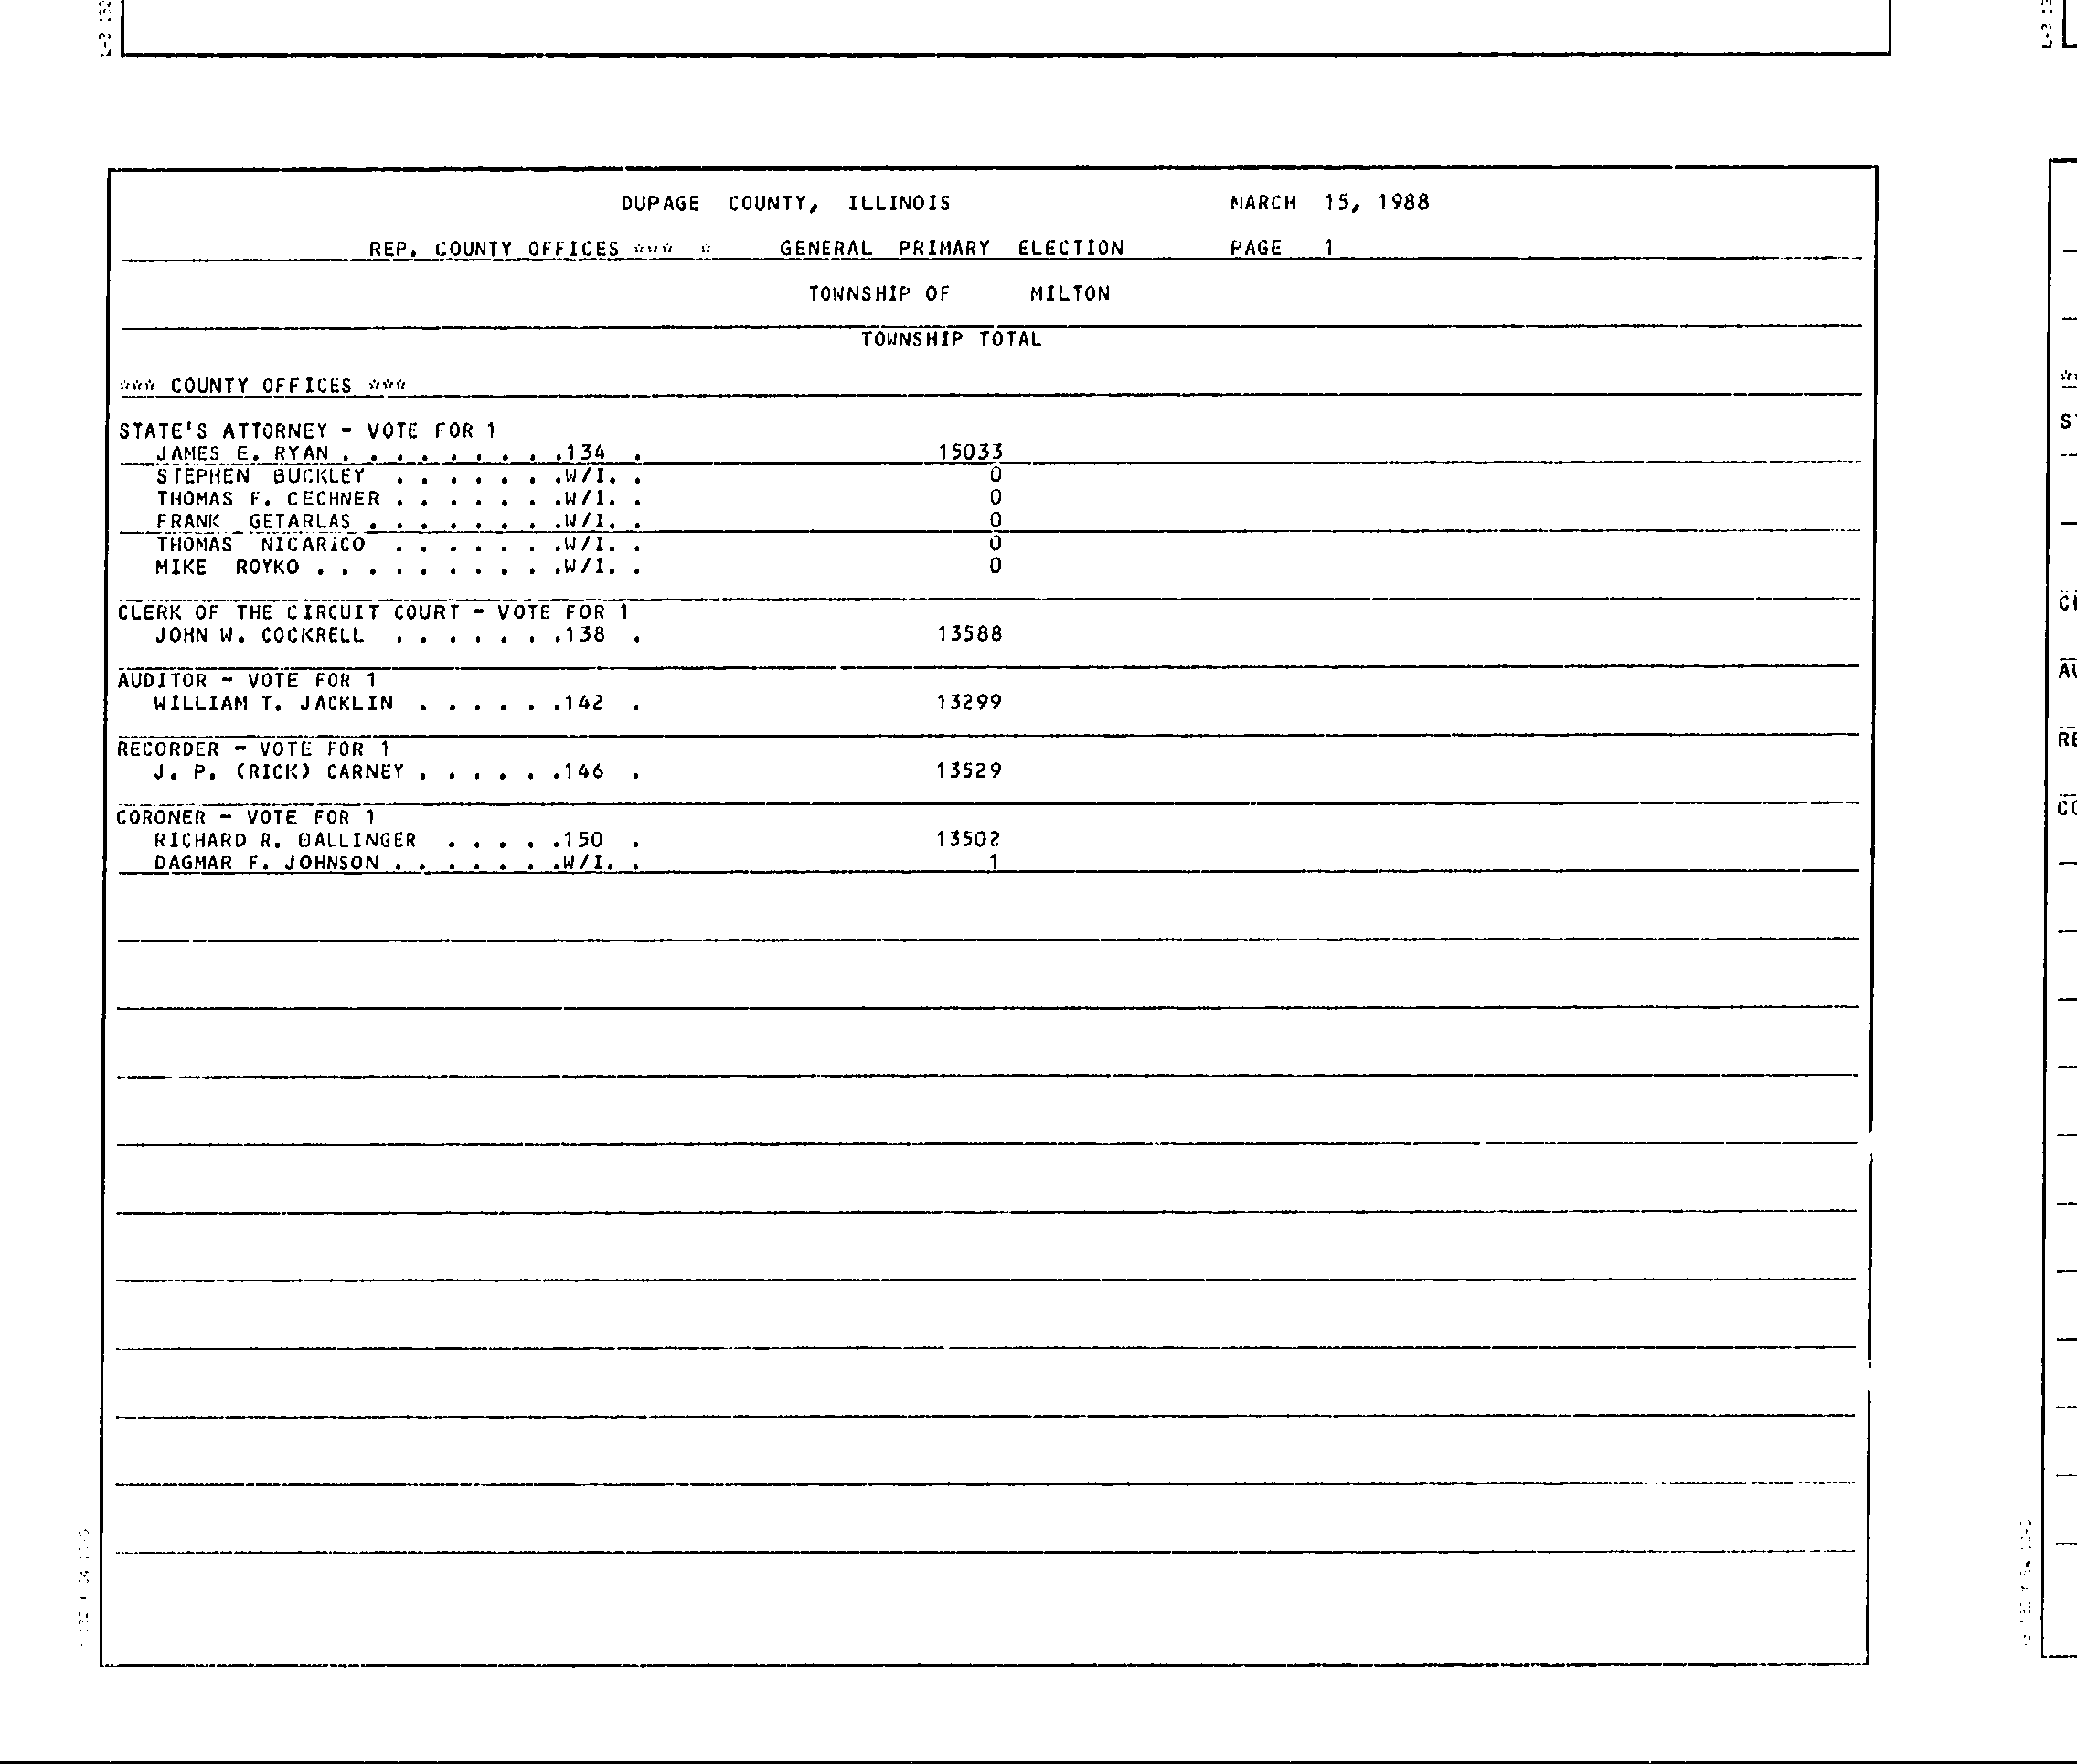 DUPAGE COUNTY, ILLINOIS MARCH 15, 1988
REP. COUNTY OFFICES *** * GENERAL PRIMARY ELECTION PAGE 1
TOWNSHIP OF MILTON
TOWNSHIP TOTAL
*** COUNTY OFFICES ***
STATE'S ATTORNEY - VOTE FOR 1
JAMES E. RYAN . . . . . . . . .134 . 15033
STEPHEN BUCKLEY . . . . . . .W/I. . 0
THOMAS F. CECHNER . . . . . . .W/I. . 0
FRANK GETARLAS . . . . . . . .W/I. . 0
THOMAS NICARICO . . . . . . .W/I. . 0
MIKE ROYKO . . . . . . . . . .W/I. . 0
CLERK OF THE CIRCUIT COURT - VOTE FOR 1
JOHN W. COCKRELL . . . . . . .138 . 13588
AUDITOR - VOTE FOR 1
WILLIAM T. JACKLIN . . . . . .142 . 13299
RECORDER - VOTE FOR 1
J. P. (RICK) CARNEY . . . . . .146 . 13529
CORONER - VOTE FOR 1
RICHARD R. BALLINGER . . . . .150 . 13502
DAGMAR F. JOHNSON . . . . . . .W/I. . 1